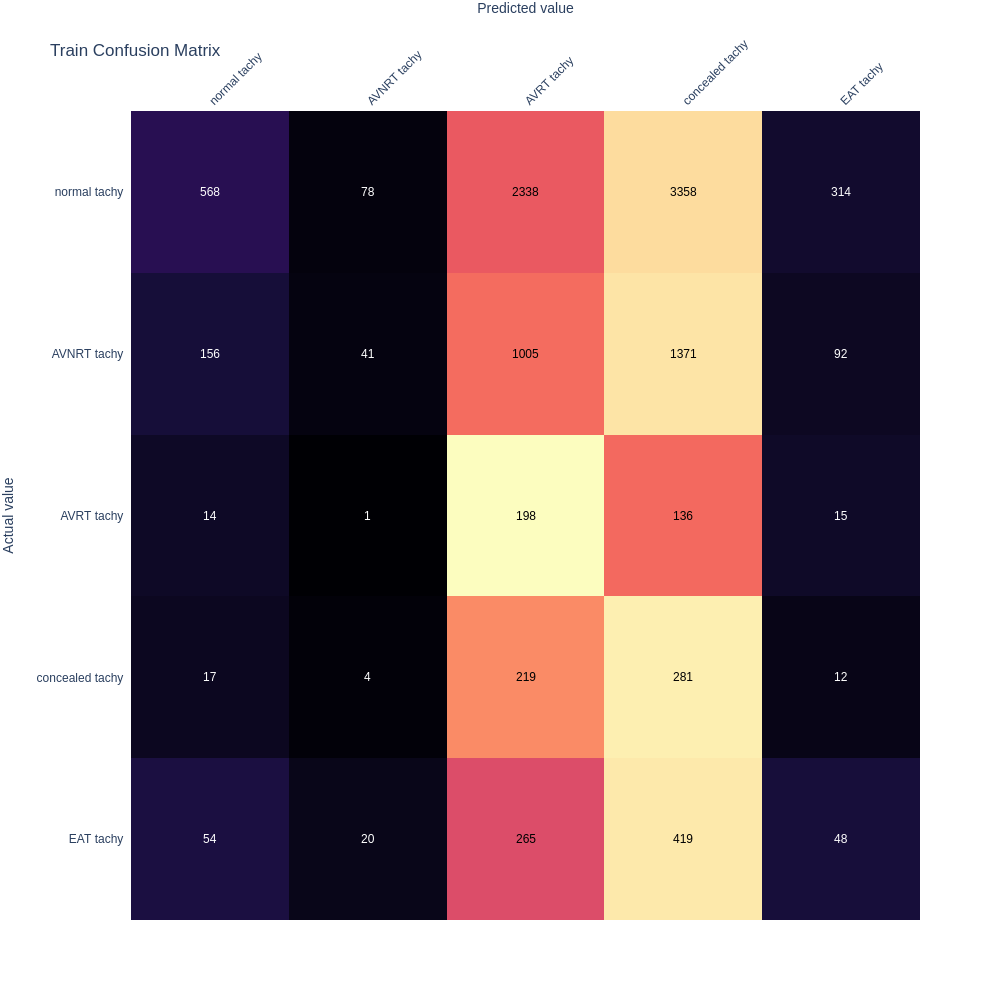 Predicted value
Train Confusion Matrix
normal tachy AVNRT tachy AVRT tachy concealed tachy EAT tachy
normal tachy 568 78 2338 3358 314
AVNRT tachy 156 41 1005 1371 92
Actual value
AVRT tachy 14 1 198 136 15
concealed tachy 17 4 219 281 12
EAT tachy 54 20 265 419 48